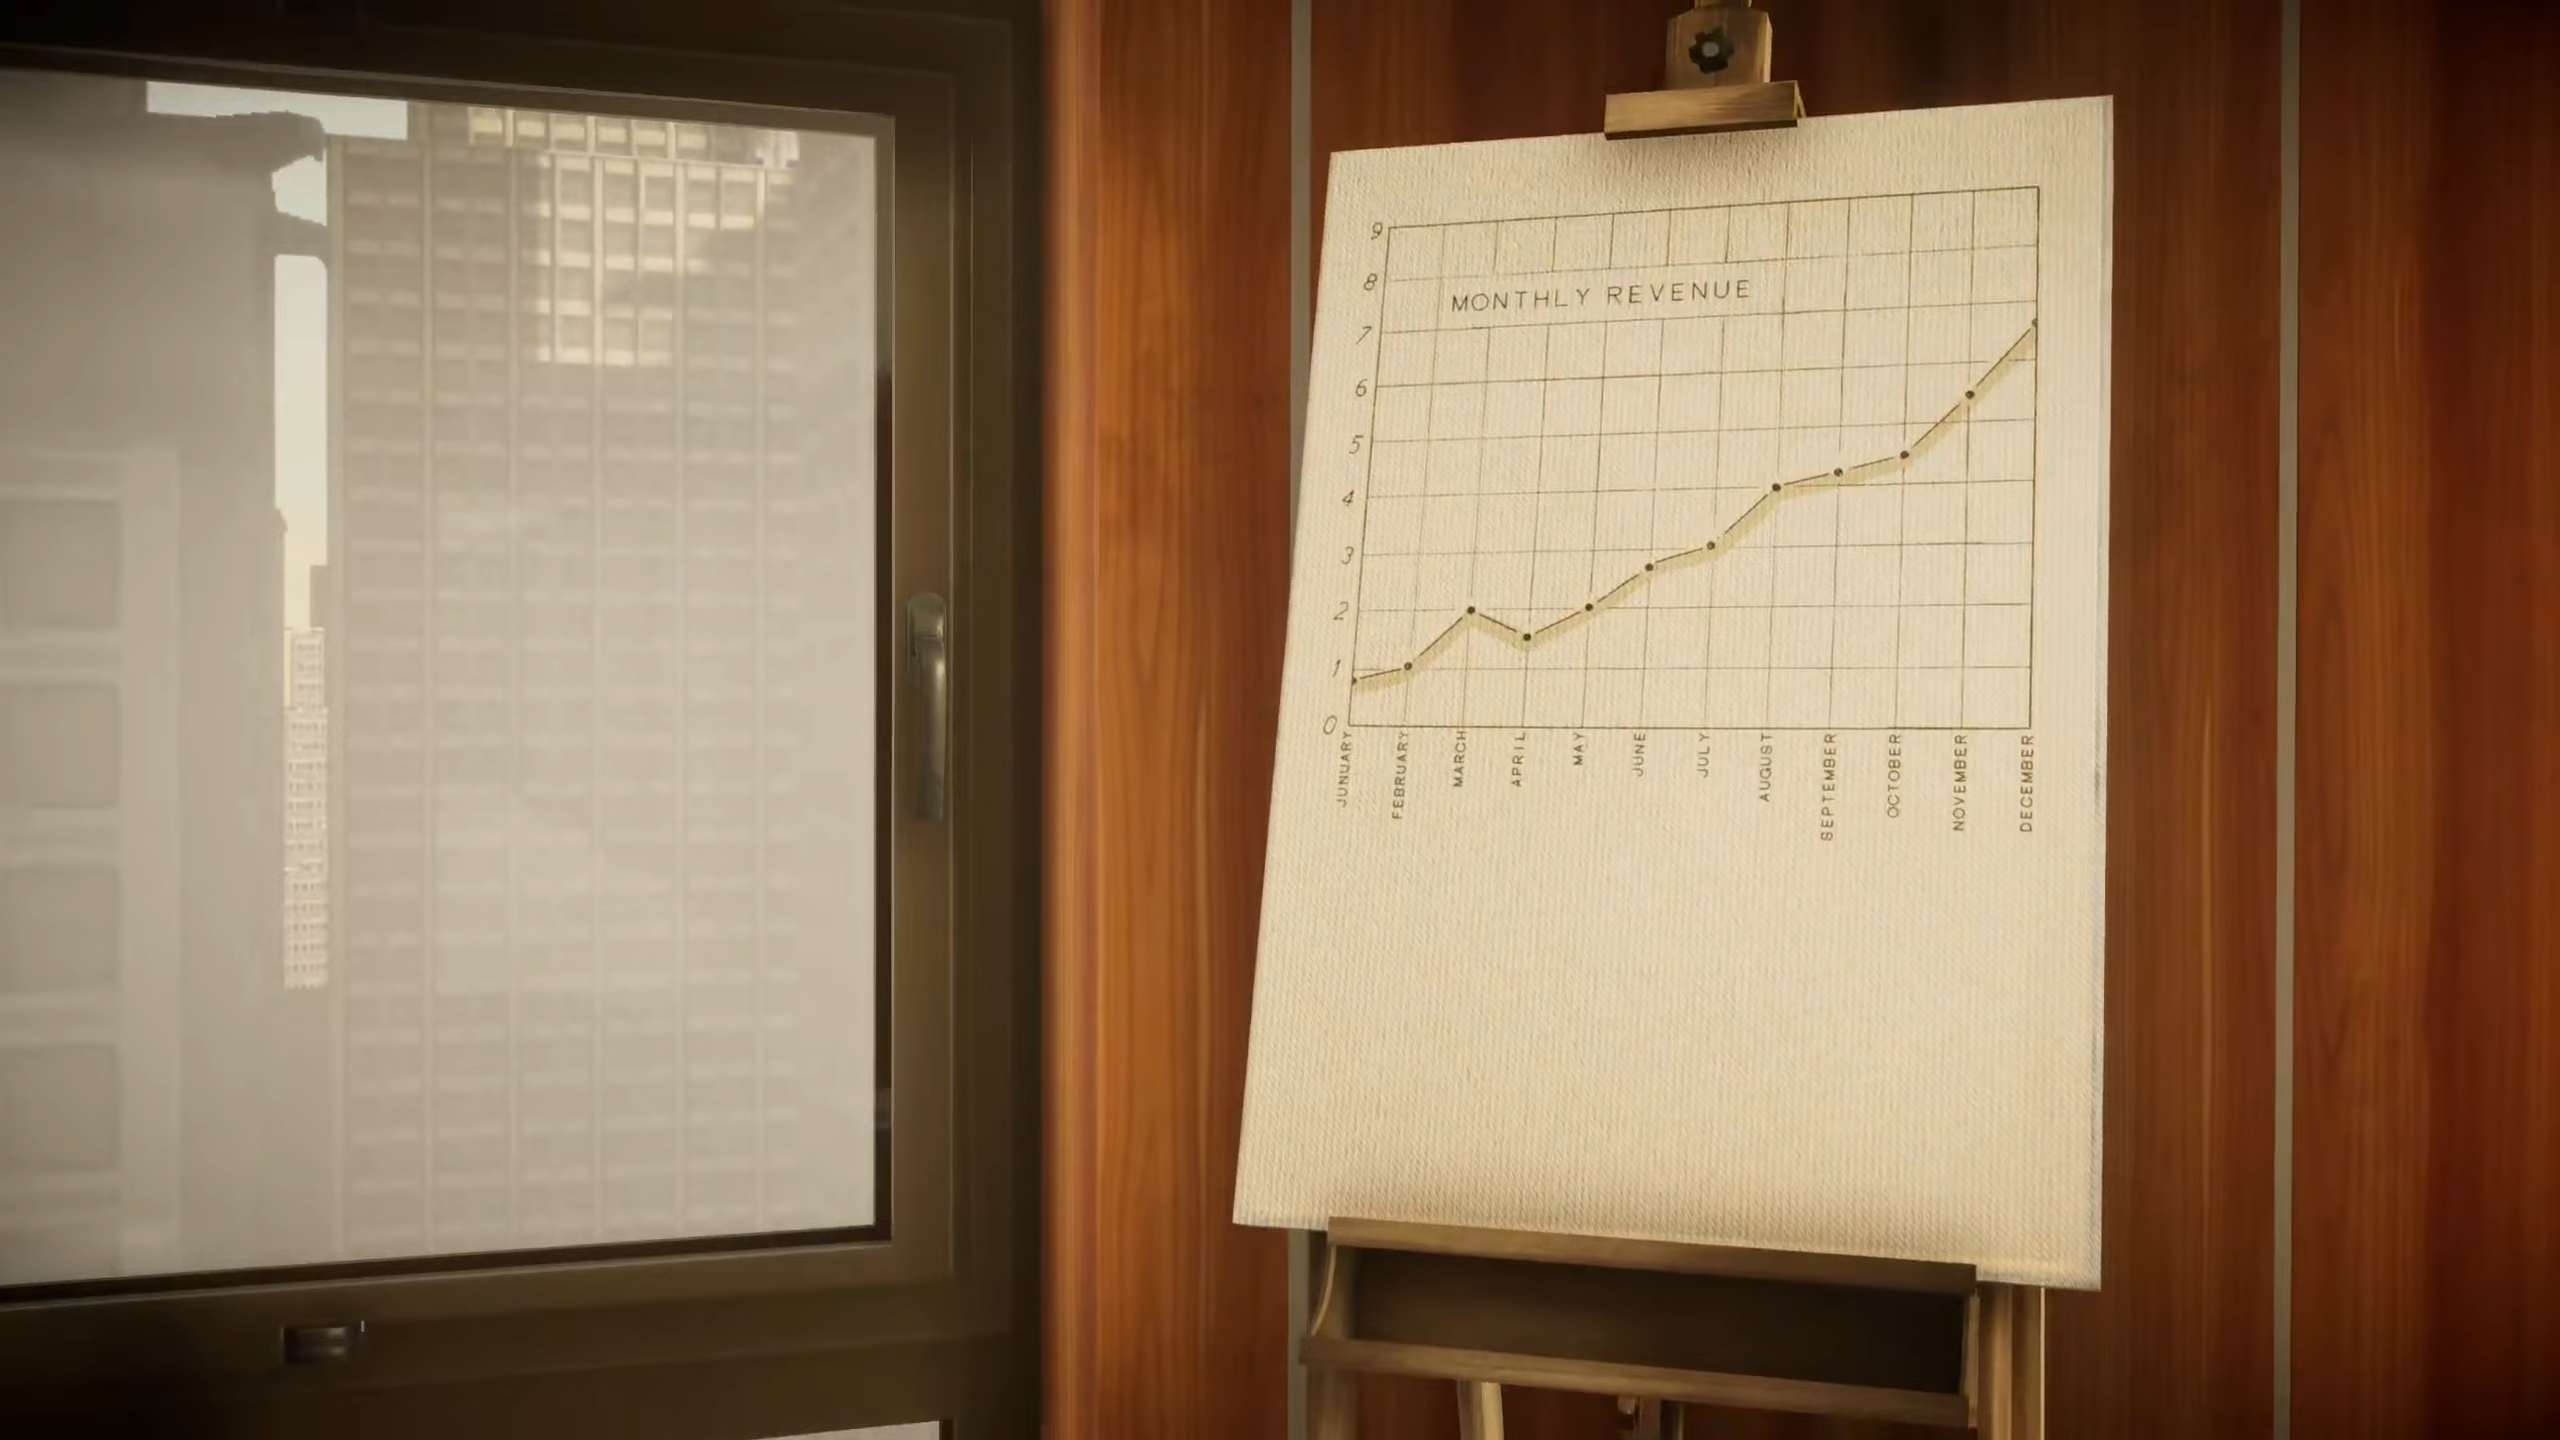 MONTHLY REVENUE
9
8
7
6
5
4
3
2
1
0
JUNUARY
FEBRUARY
MARCH
APRIL
MAY
JUNE
JULY
AUGUST
SEPTEMBER
OCTOBER
NOVEMBER
DECEMBER